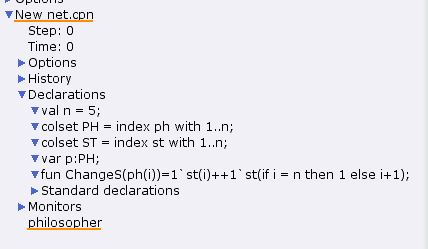 Options
New net.cpn
Step: 0
Time: 0
Options
History
Declarations
val n = 5;
colset PH = index ph with 1..n;
colset ST = index st with 1..n;
var p:PH;
fun ChangeS(ph(i))=1`st(i)++1`st(if i = n then 1 else i+1);
Standard declarations
Monitors
philosopher